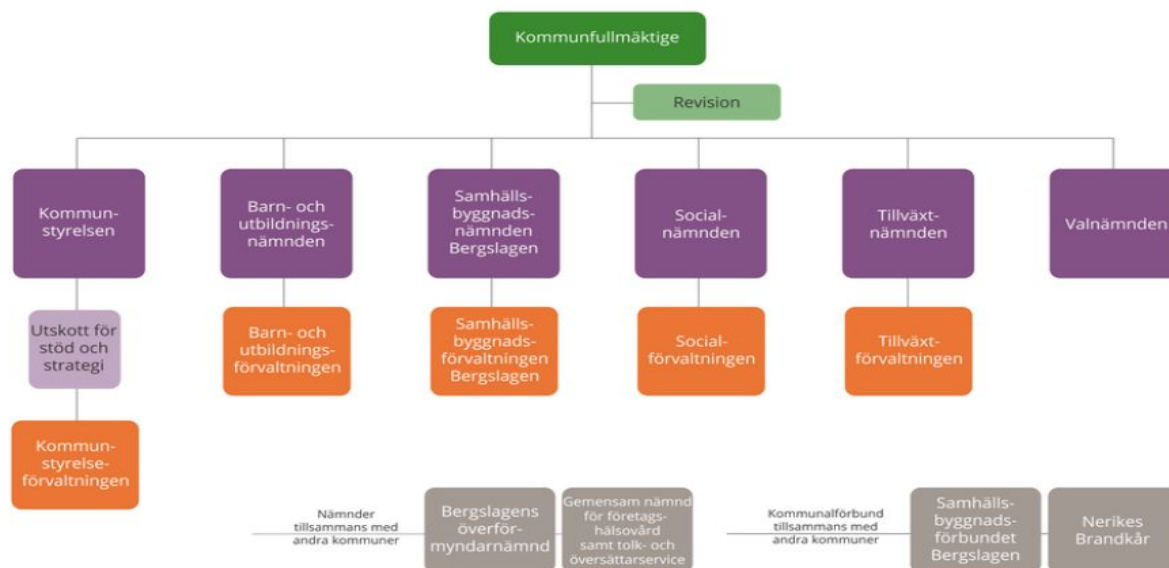 Kommunfullmäktige
Revision
Kommun-
styrelsen
Barn- och
utbildnings-
nämnden
Samhälls-
byggnads-
nämnden
Bergslagen
Social-
nämnden
Tillväxt-
nämnden
Valnämnden
Utskott för
stöd och
strategi
Barn- och
utbildnings-
förvaltningen
Samhälls-
byggnads-
förvaltningen
Bergslagen
Social-
förvaltningen
Tillväxt-
förvaltningen
Kommun-
styrelse-
förvaltningen
Nämnder
tillsammans med
andra kommuner
Bergslagens
överför-
myndarnämnd
Gemensam nämnd
för företags-
hälsovård
samt tolk- och
översättarservice
Kommunalförbund
tillsammans med
andra kommuner
Samhälls-
byggnads-
förbundet
Bergslagen
Nerikes
Brandkår